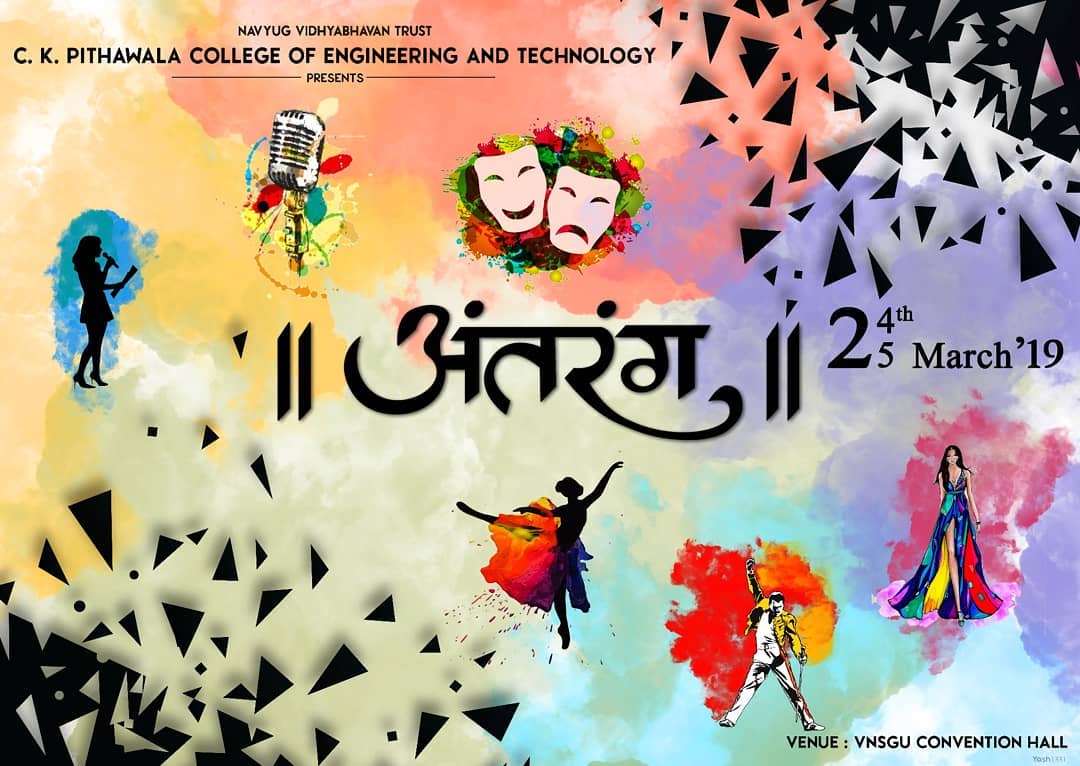 NAVYUG VIDHYABHAVAN TRUST
C. K. PITHAWALA COLLEGE OF ENGINEERING AND TECHNOLOGY
PRESENTS
॥ अंतरंग ॥
24th
25 March'19
VENUE : VNSGU CONVENTION HALL